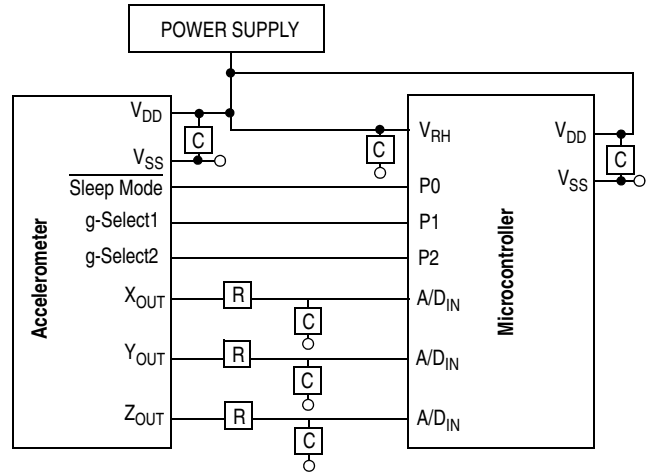 POWER SUPPLY
Accelerometer
V_DD
C
V_SS
Sleep Mode
g-Select1
g-Select2
X_OUT
R
C
Y_OUT
R
C
Z_OUT
R
C
C
V_RH
P0
P1
P2
A/D_IN
A/D_IN
A/D_IN
Microcontroller
V_DD
C
V_SS